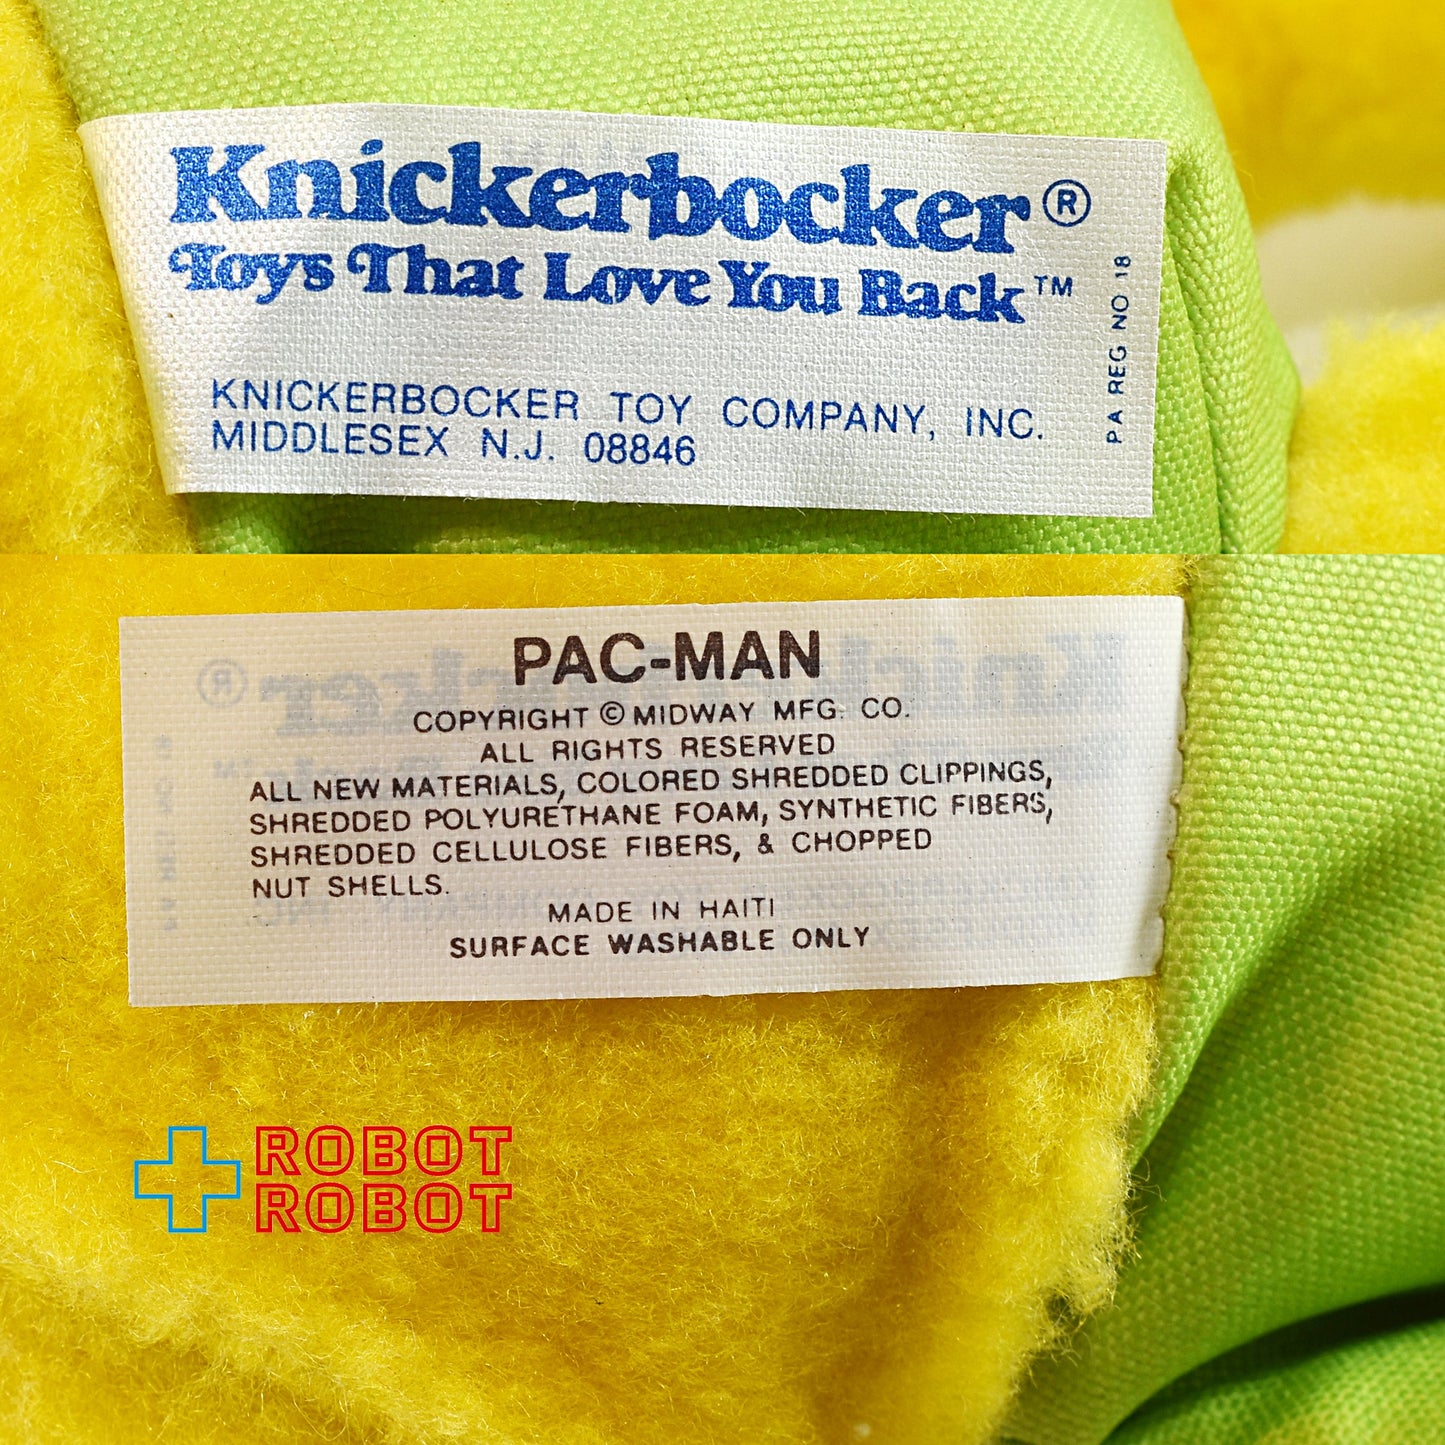 Knickerbocker®
Toys That Love You Back™
KNICKERBOCKER TOY COMPANY, INC.
MIDDLESEX N.J. 08846
PA REG NO 18
PAC-MAN
COPYRIGHT © MIDWAY MFG. CO.
ALL RIGHTS RESERVED
ALL NEW MATERIALS, COLORED SHREDDED CLIPPINGS,
SHREDDED POLYURETHANE FOAM, SYNTHETIC FIBERS,
SHREDDED CELLULOSE FIBERS, & CHOPPED
NUT SHELLS.
MADE IN HAITI
SURFACE WASHABLE ONLY
ROBOT
ROBOT